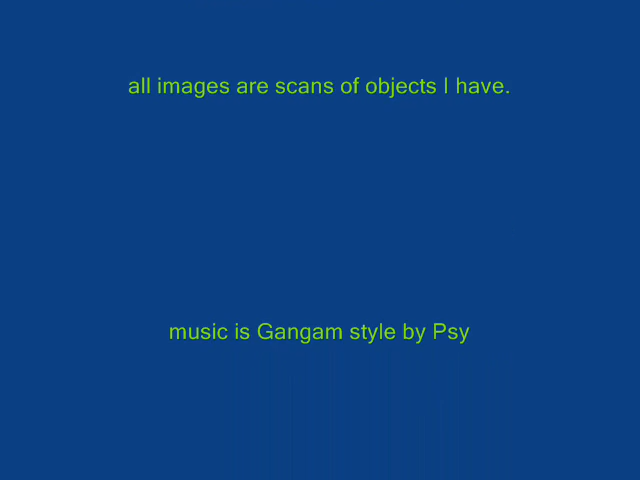 all images are scans of objects I have.
music is Gangam style by Psy